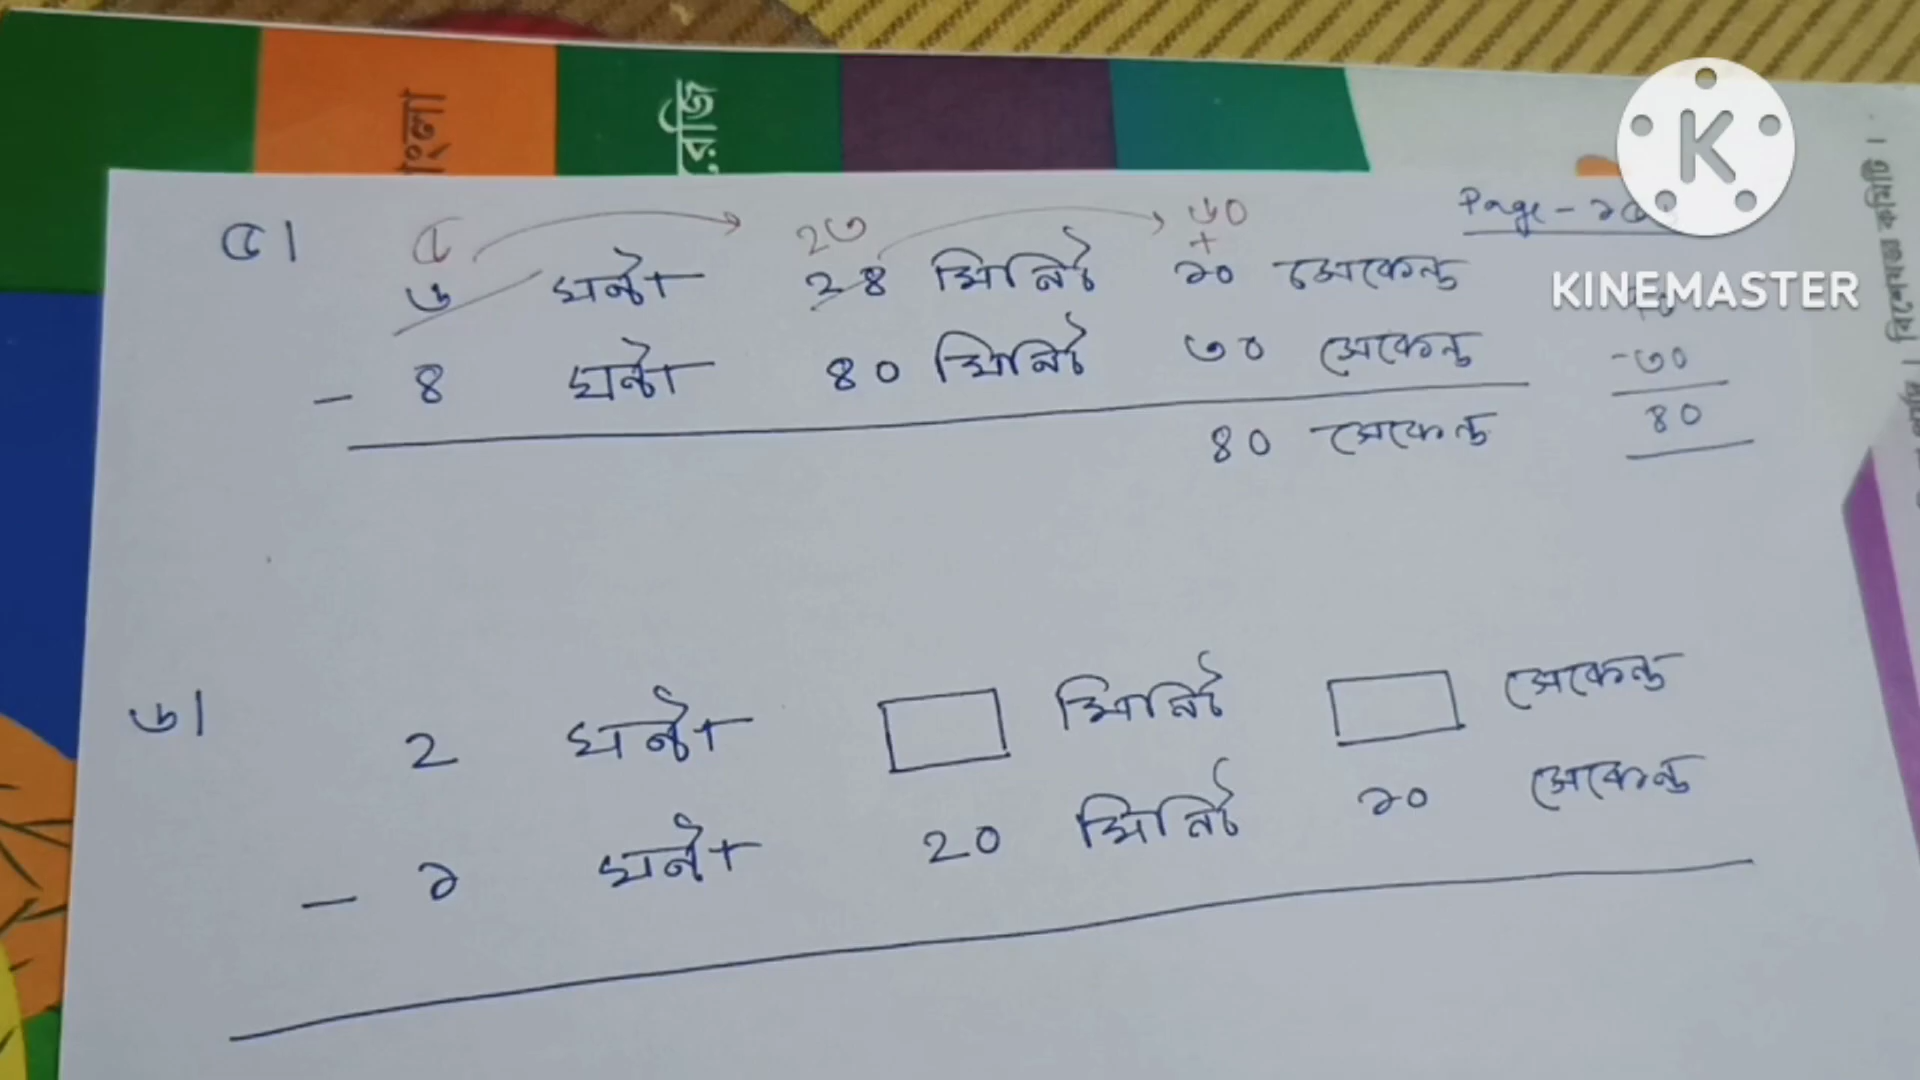 ৫। ৫ ২৩ ৬০
+
৬ ঘন্টা ২৪ মিনিট ১০ সেকেন্ড
- ৪ ঘন্টা ৪০ মিনিট ৩০ সেকেন্ড
৪০ সেকেন্ড
Page -
-৩০
৪০
৬। ২ ঘন্টা মিনিট সেকেন্ড
- ১ ঘন্টা ২০ মিনিট ১০ সেকেন্ড
KINEMASTER